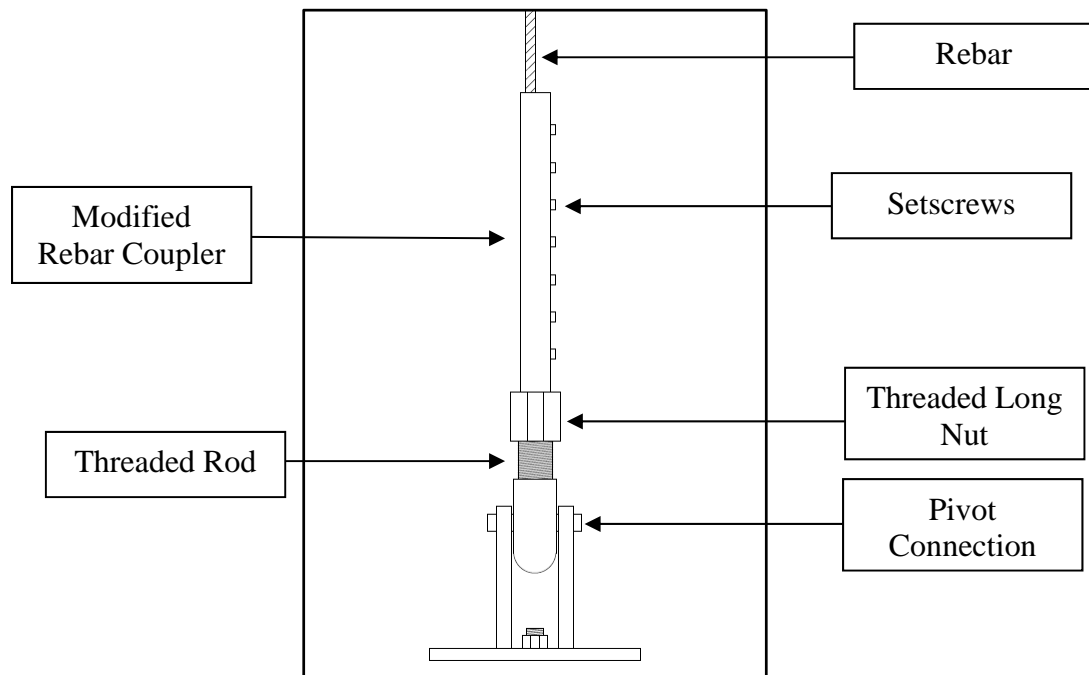 Rebar
Modified
Rebar Coupler
Setscrews
Threaded Long
Nut
Threaded Rod
Pivot
Connection